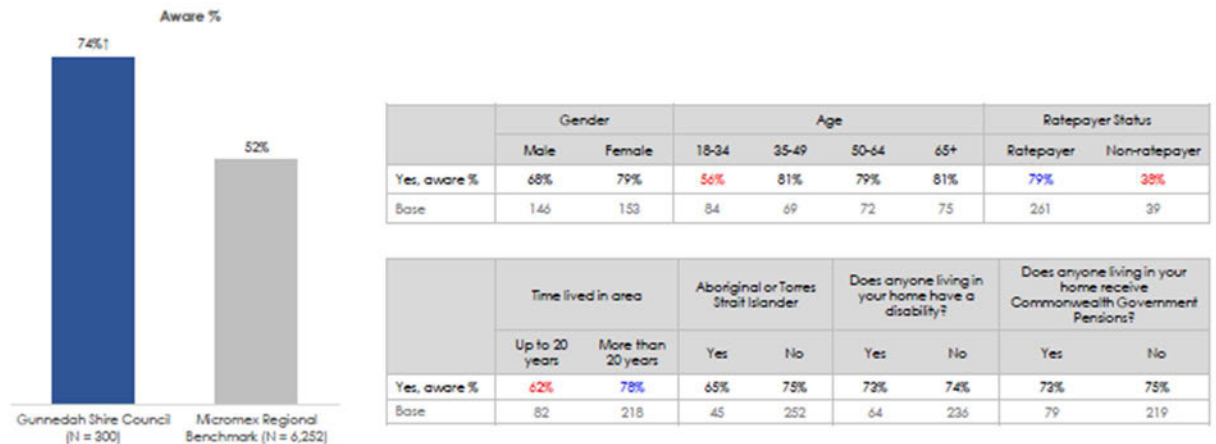 Aware %
74%↑
52%
Gunnedah Shire Council
(N = 300)
Micromex Regional
Benchmark (N = 6,252)
Gender Age Ratepayer Status
Male Female 18-34 35-49 50-64 65+ Ratepayer Non-ratepayer
Yes, aware % 68% 79% 56% 81% 79% 81% 79% 38%
Base 146 153 84 69 72 75 261 39
Time lived in area
Aboriginal or Torres
Strait Islander
Does anyone living in
your home have a
disability?
Does anyone living in your
home receive
Commonwealth Government
Pensions?
Up to 20
years
More than
20 years
Yes No Yes No Yes No
Yes, aware % 62% 78% 65% 75% 73% 74% 73% 75%
Base 82 218 45 252 64 236 79 219